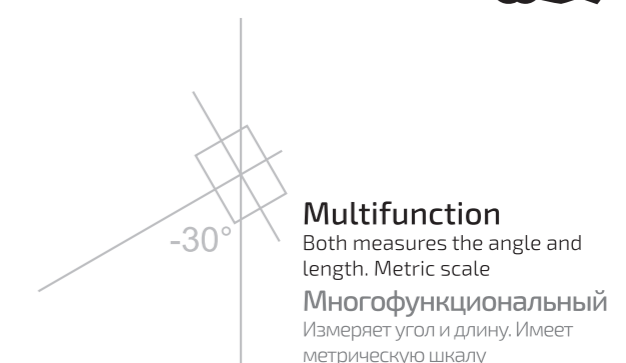 -30°
Multifunction
Both measures the angle and
length. Metric scale
Многофункциональный
Измеряет угол и длину. Имеет
метрическую шкалу